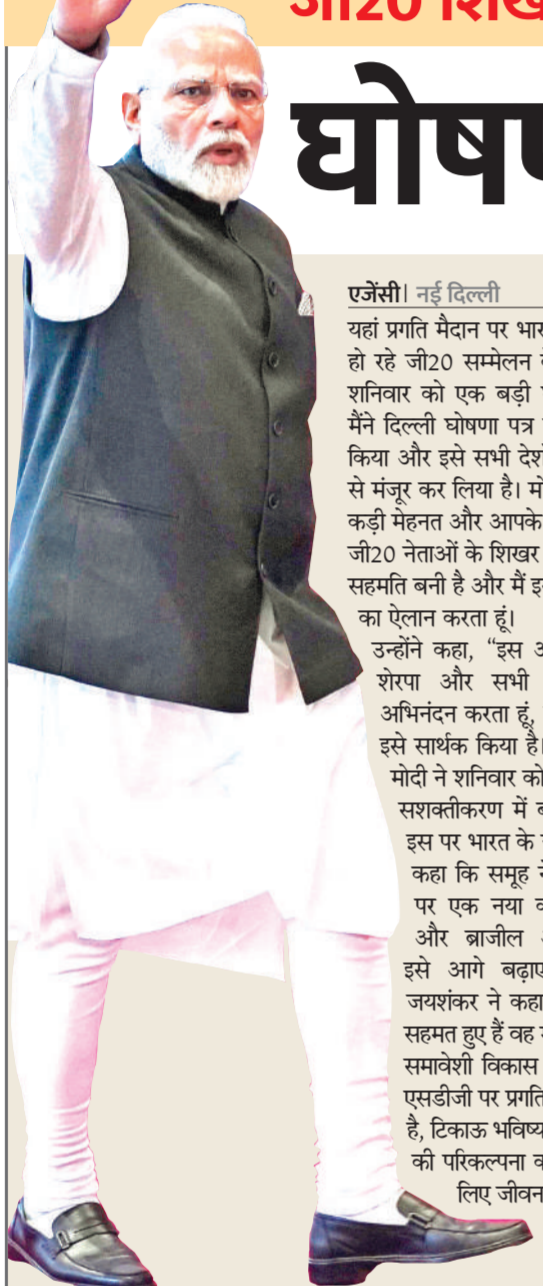 जी20
घोषण
एजेंसी। नई दिल्ली
यहां प्रगति मैदान पर
हो रहे जी20 सम्मेलन
शनिवार को एक बड़ी
मैंने दिल्ली घोषणा पत्र
किया और इसे सभी
से मंजूर कर लिया है।
कड़ी मेहनत और आपके
जी20 नेताओं के शिखर
सहमति बनी है और मैं
का ऐलान करता हूं।
उन्होंने कहा, “इस
शेरपा और सभी
अभिनंदन करता हूं,
इसे सार्थक किया है।
मोदी ने शनिवार को
सशक्तीकरण में
इस पर भारत के
कहा कि समूह
पर एक नया
और ब्राजील
इसे आगे
जयशंकर ने कहा
सहमत हुए हैं वह
समावेशी विकास
एसडीजी पर प्रगति
है, टिकाऊ भविष्य
की परिकल्पना
लिए जीवन